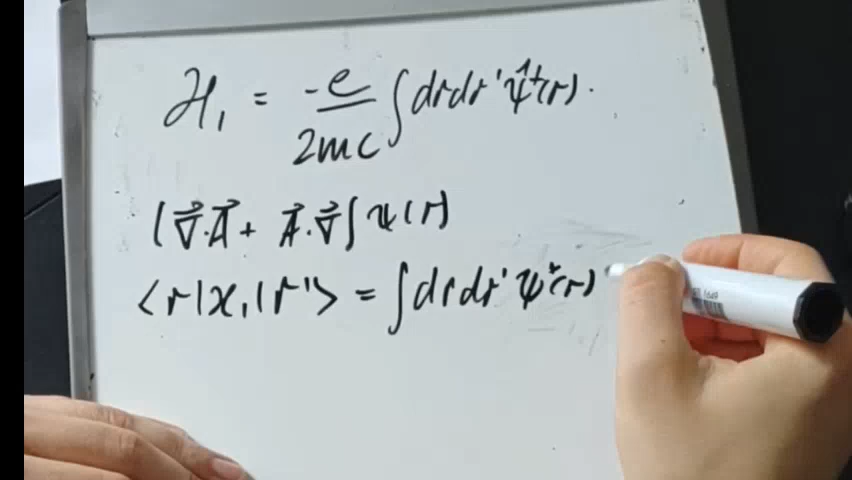 ℋ₁ = -e/2mc ∫drdr' ψ̂⁺(r).
(∇⃗·A⃗ + A⃗·∇⃗) ψ(r)
<r|ℋ₁|r'> = ∫drdr' ψ⁺(r)